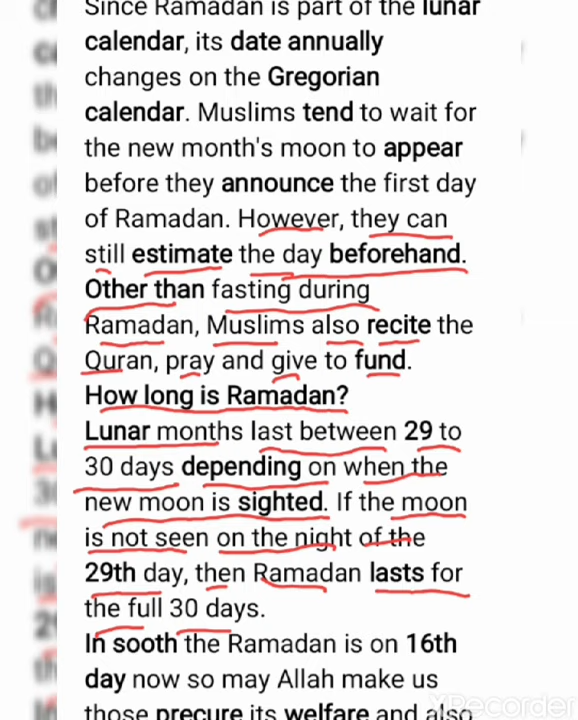 Since Ramadan is part of the lunar
calendar, its date annually
changes on the Gregorian
calendar. Muslims tend to wait for
the new month's moon to appear
before they announce the first day
of Ramadan. However, they can
still estimate the day beforehand.
Other than fasting during
Ramadan, Muslims also recite the
Quran, pray and give to fund.
How long is Ramadan?
Lunar months last between 29 to
30 days depending on when the
new moon is sighted. If the moon
is not seen on the night of the
29th day, then Ramadan lasts for
the full 30 days.
In sooth the Ramadan is on 16th
day now so may Allah make us
those precure its welfare and also
XRecorder